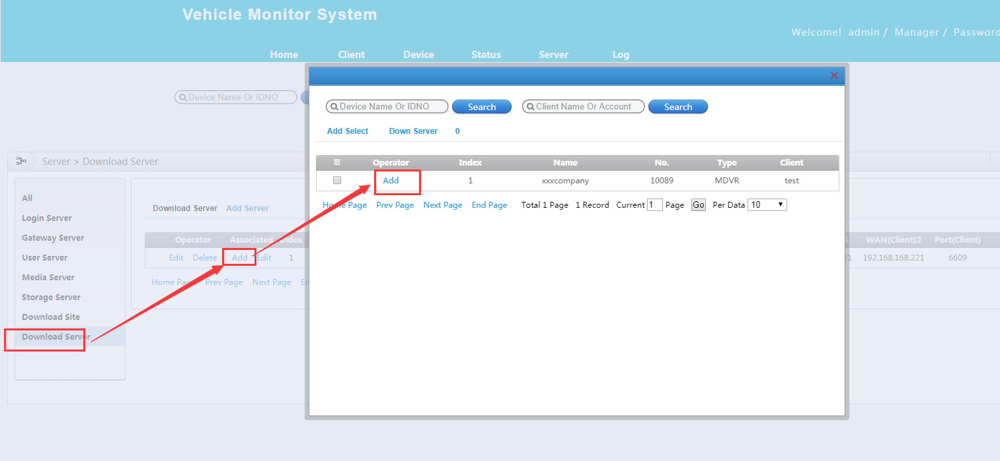 Vehicle Monitor System
Welcome! admin / Manager / Password
Home Client Device Status Server Log
Device Name Or IDNO
Server > Download Server
All
Login Server
Gateway Server
User Server
Media Server
Storage Server
Download Site
Download Server
Download Server Add Server
Operator Associated Index
Edit Delete Add Edit 1
Home Page Prev Page Next Page
Device Name Or IDNO Search Client Name Or Account Search
Add Select Down Server 0
Operator Index Name No. Type Client
Add 1 xxxcompany 10089 MDVR test
Home Page Prev Page Next Page End Page Total 1 Page 1 Record Current 1 Page Go Per Data 10
1 WAN(Client)2 Port(Client)
21 192.168.168.221 6609